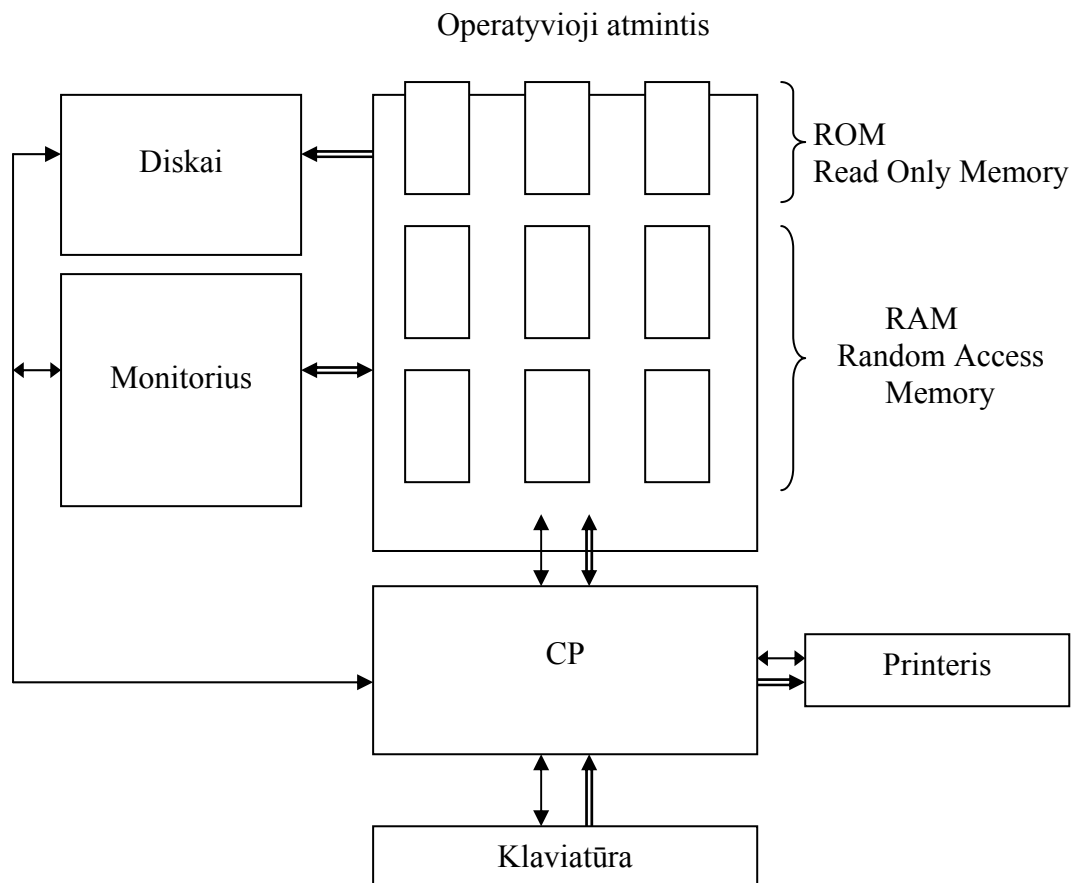 Operatyvioji atmintis
Diskai
ROM
Read Only Memory
Monitorius
RAM
Random Access
Memory
CP
Printeris
Klaviatūra